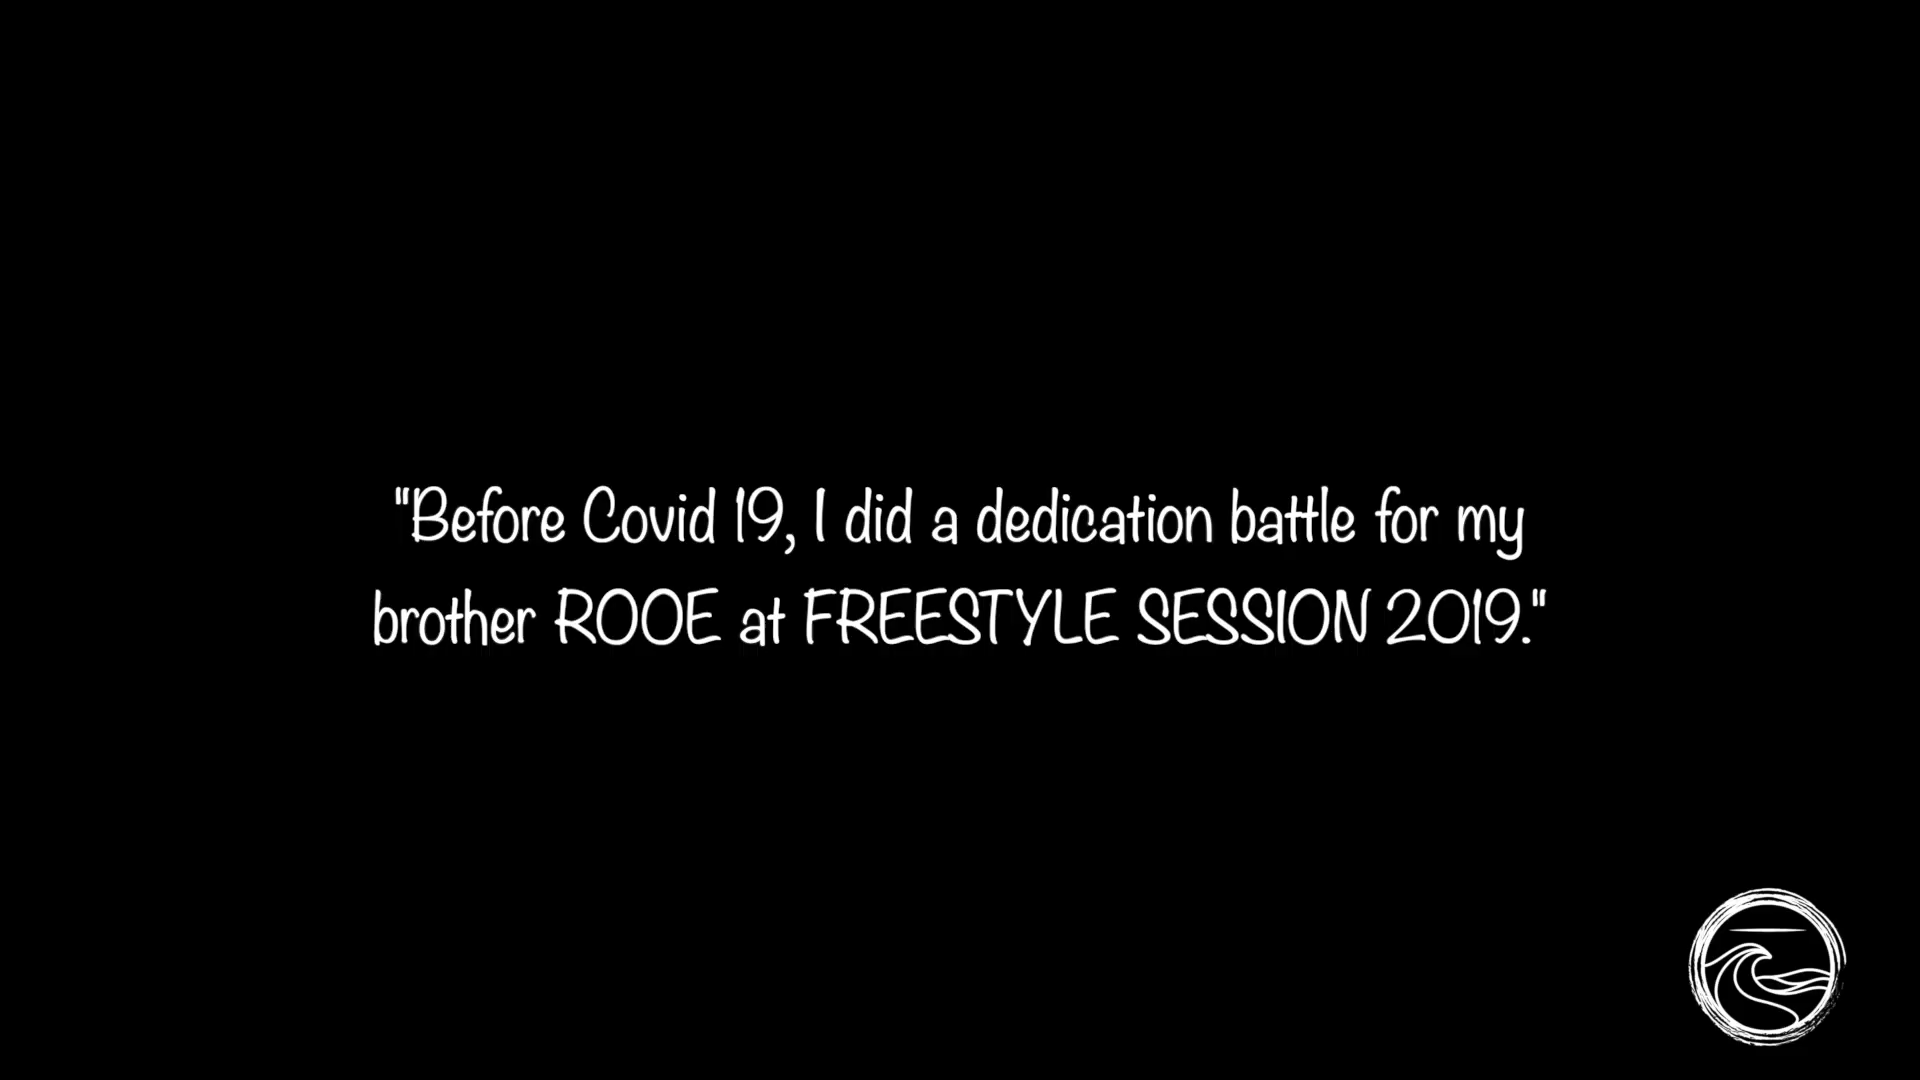 "Before Covid 19, I did a dedication battle for my
brother ROOE at FREESTYLE SESSION 2019."